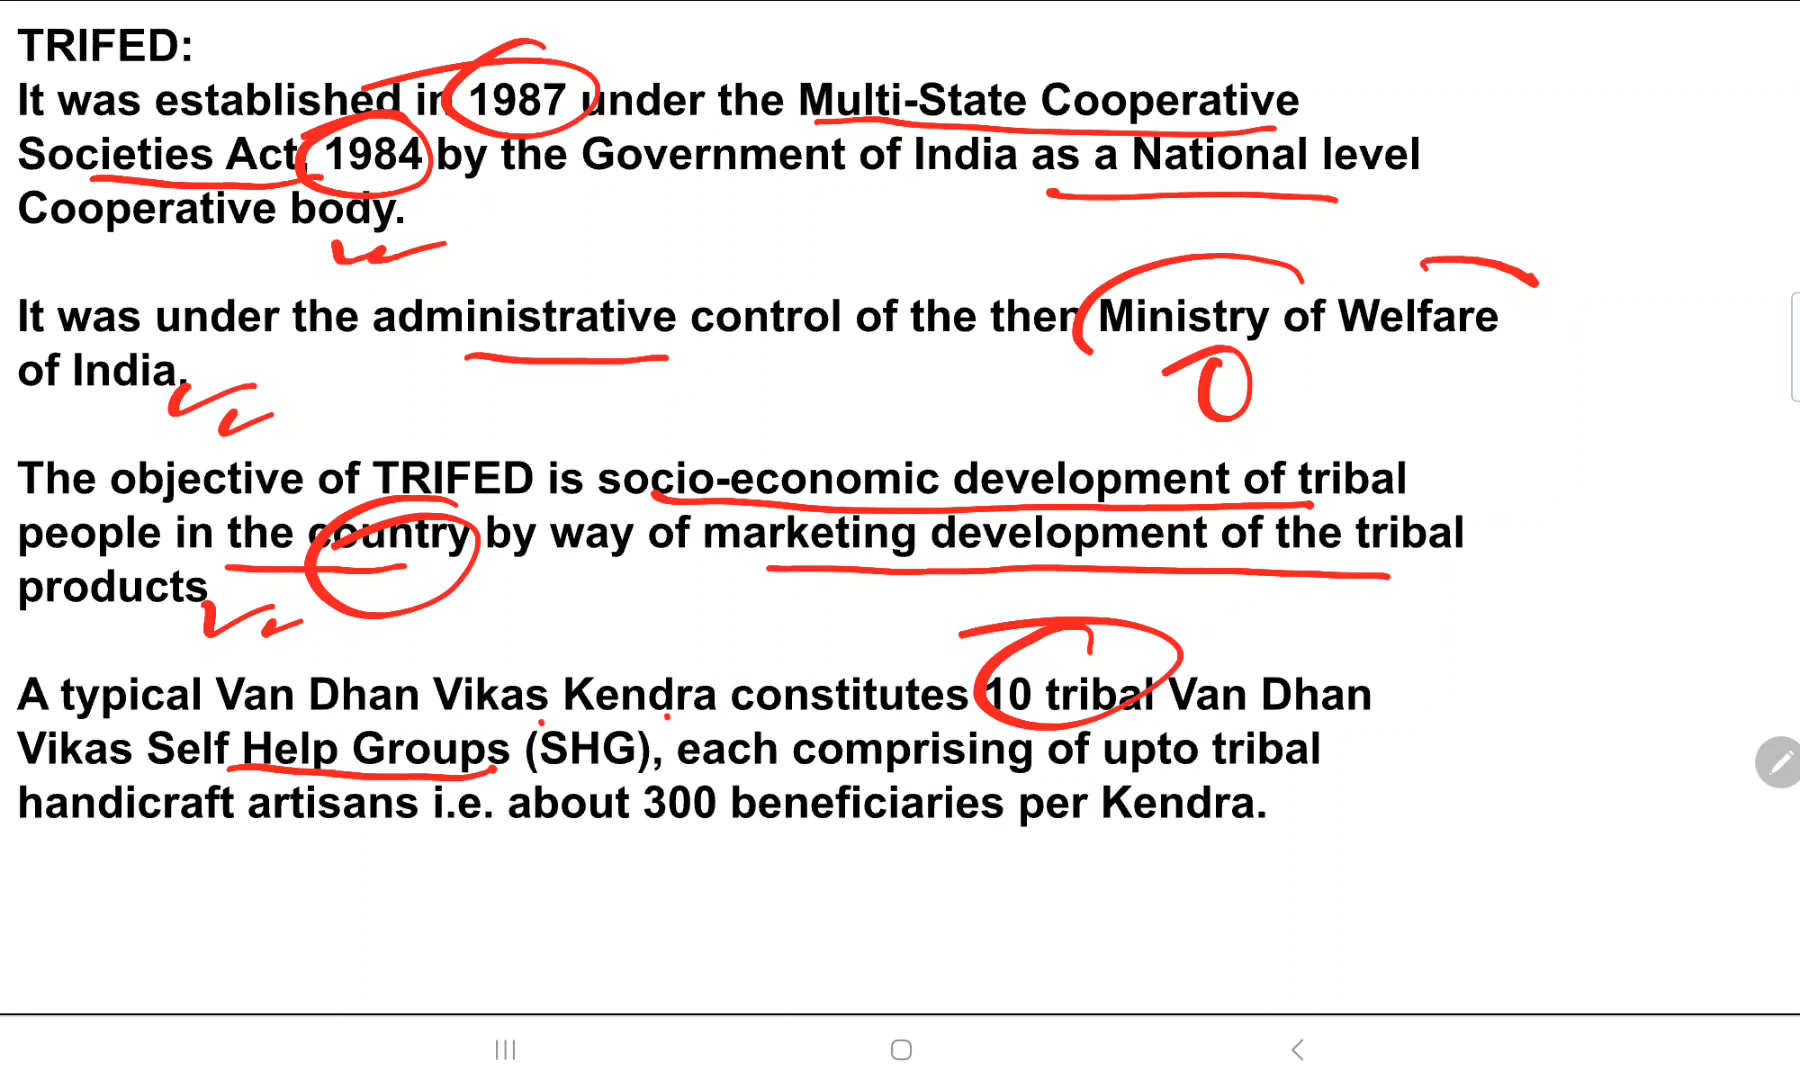 TRIFED:
It was established in 1987 under the Multi-State Cooperative
Societies Act, 1984 by the Government of India as a National level
Cooperative body.
It was under the administrative control of the then Ministry of Welfare
of India.
The objective of TRIFED is socio-economic development of tribal
people in the country by way of marketing development of the tribal
products
A typical Van Dhan Vikas Kendra constitutes 10 tribal Van Dhan
Vikas Self Help Groups (SHG), each comprising of upto tribal
handicraft artisans i.e. about 300 beneficiaries per Kendra.